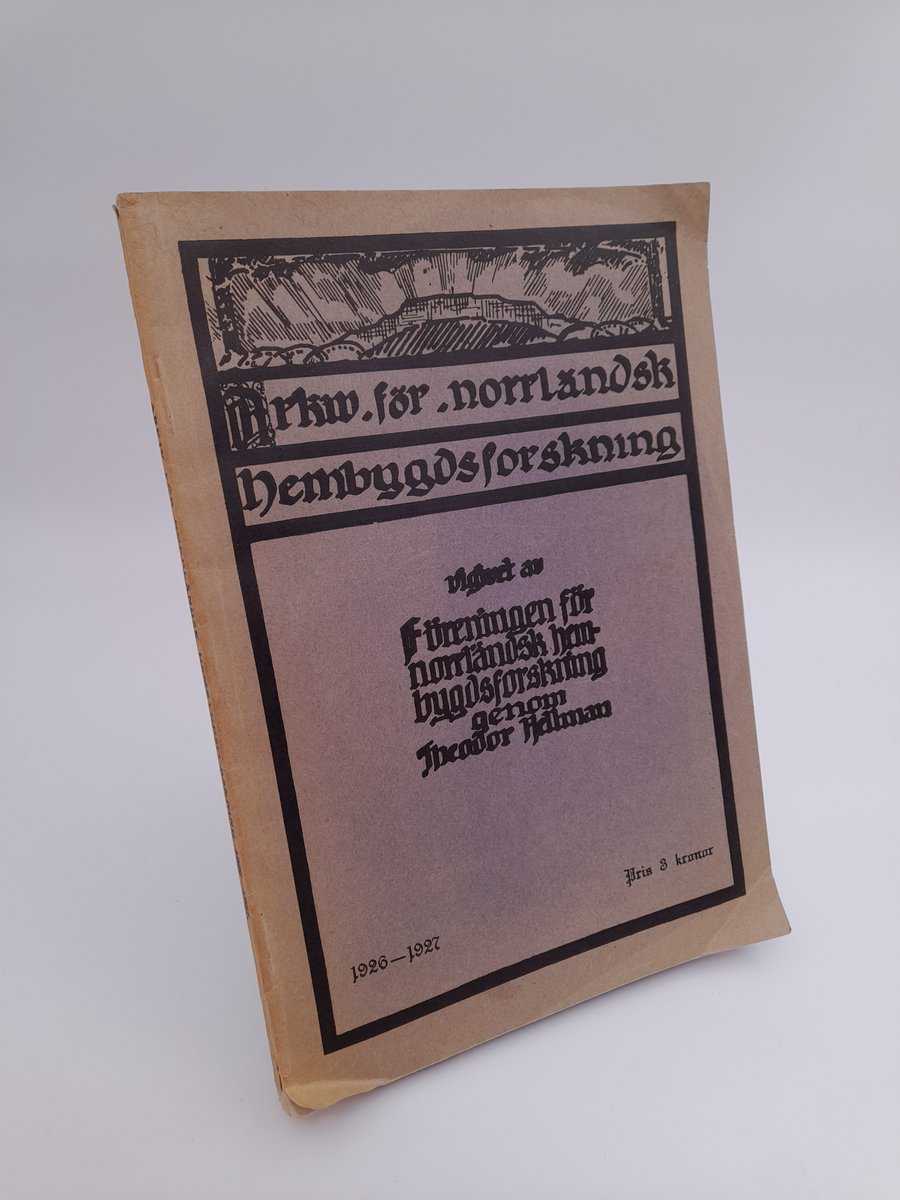 Arkiv . för . norrländsk
hembygdsforskning
utgivet av
Föreningen för
norrländsk hem-
bygdsforskning
genom
Theodor Hellman
Pris 3 kronor
1926—1927